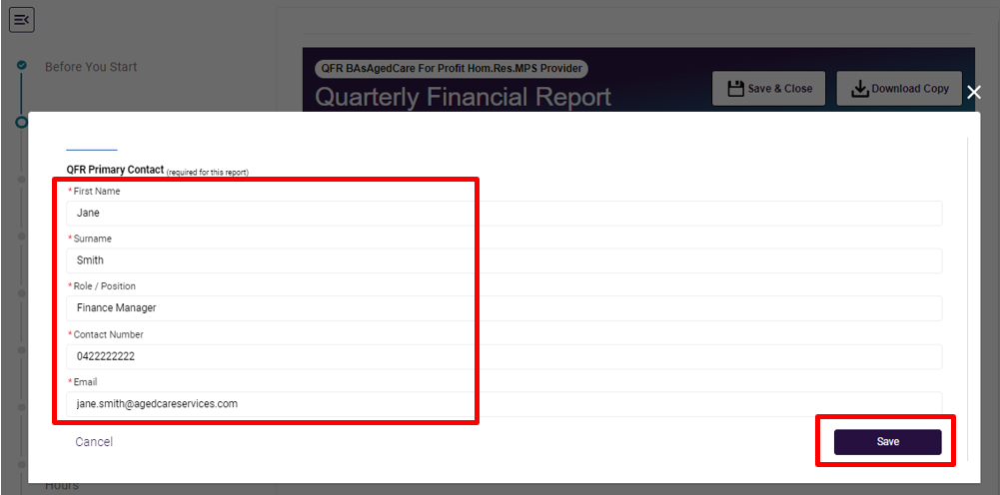 Before You Start
QFR BAsAgedCare For Profit Hom.Res.MPS Provider
Quarterly Financial Report
Save & Close
Download Copy
QFR Primary Contact (required for this report)
* First Name
Jane
* Surname
Smith
* Role / Position
Finance Manager
* Contact Number
0422222222
* Email
jane.smith@agedcareservices.com
Cancel
Save
Hours